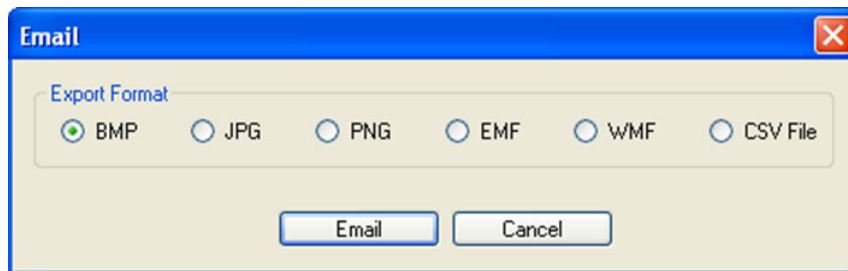 Email
Export Format
BMP JPG PNG EMF WMF CSV File
Email Cancel